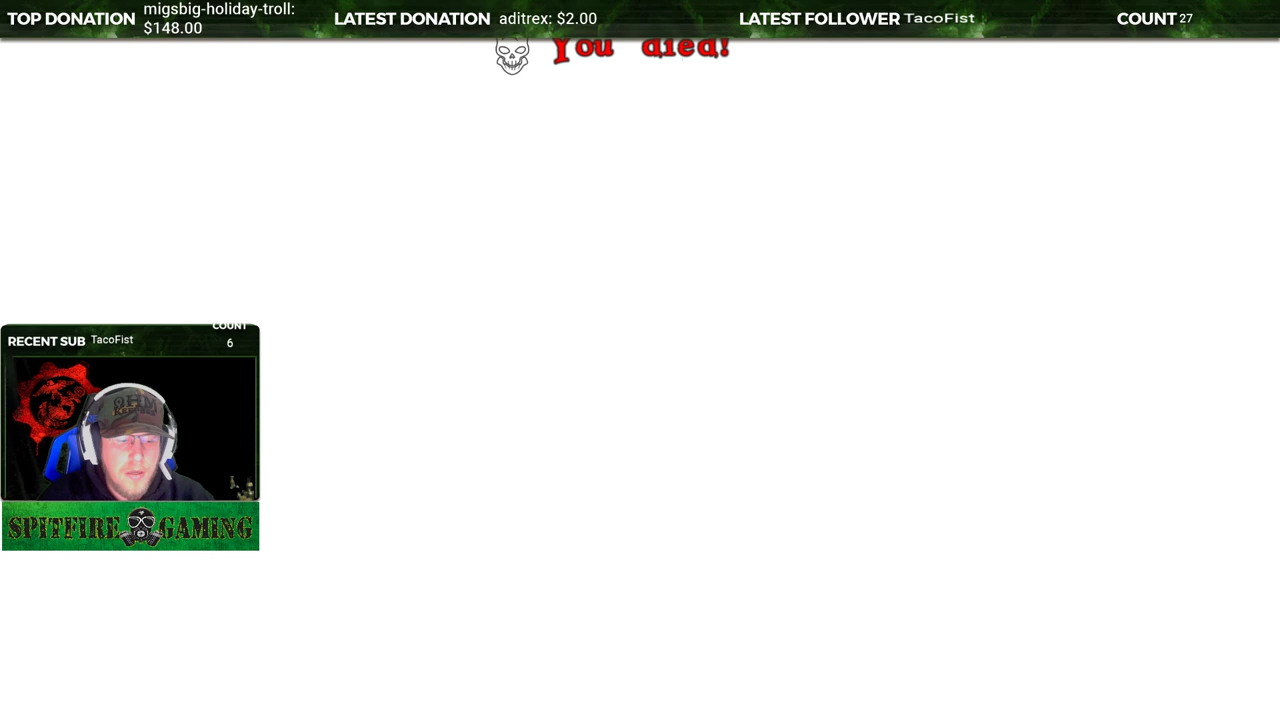 TOP DONATION
migsbig-holiday-troll:
$148.00
LATEST DONATION aditrex: $2.00
LATEST FOLLOWER TacoFist
COUNT 27
You died!
COUNT
RECENT SUB TacoFist
6
SPITFIRE GAMING